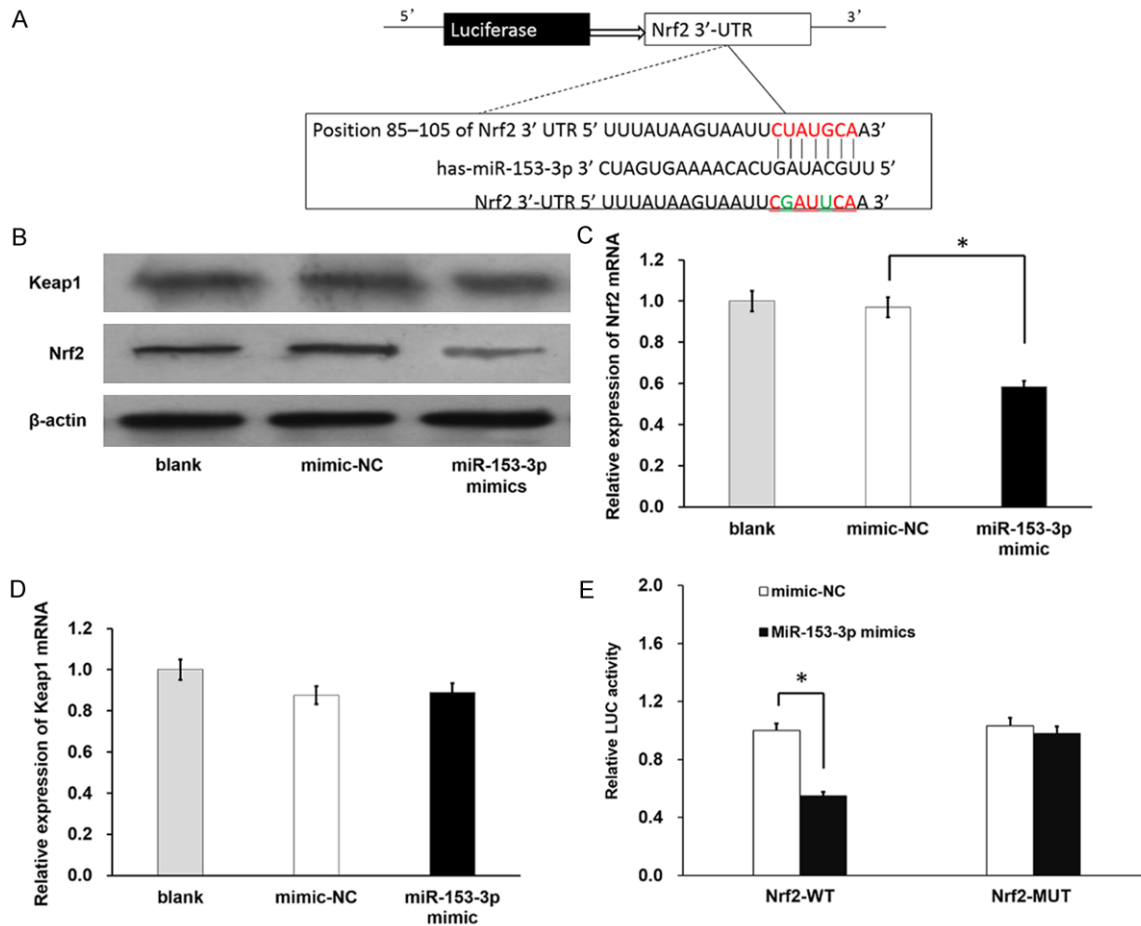 A
5′
Luciferase
Nrf2 3′-UTR
3′
Position 85–105 of Nrf2 3′ UTR 5′ UUUAUAAGUAAUUCUAUGCAA3′
has-miR-153-3p 3′ CUAGUGAAAACACUGAUACGUU 5′
Nrf2 3′-UTR 5′ UUUAUAAGUAAUUCGAUUCAA 3′
B
Keap1
Nrf2
β-actin
blank
mimic-NC
miR-153-3p
mimics
C
Relative expression of Nrf2 mRNA
1.2
1.0
0.8
0.6
0.4
0.2
0.0
*
blank
mimic-NC
miR-153-3p
mimic
D
Relative expression of Keap1 mRNA
1.2
1.0
0.8
0.6
0.4
0.2
0.0
blank
mimic-NC
miR-153-3p
mimic
E
Relative LUC activity
2.0
1.8
1.4
1.2
0.8
0.4
0.0
mimic-NC
MiR-153-3p mimics
*
Nrf2-WT
Nrf2-MUT